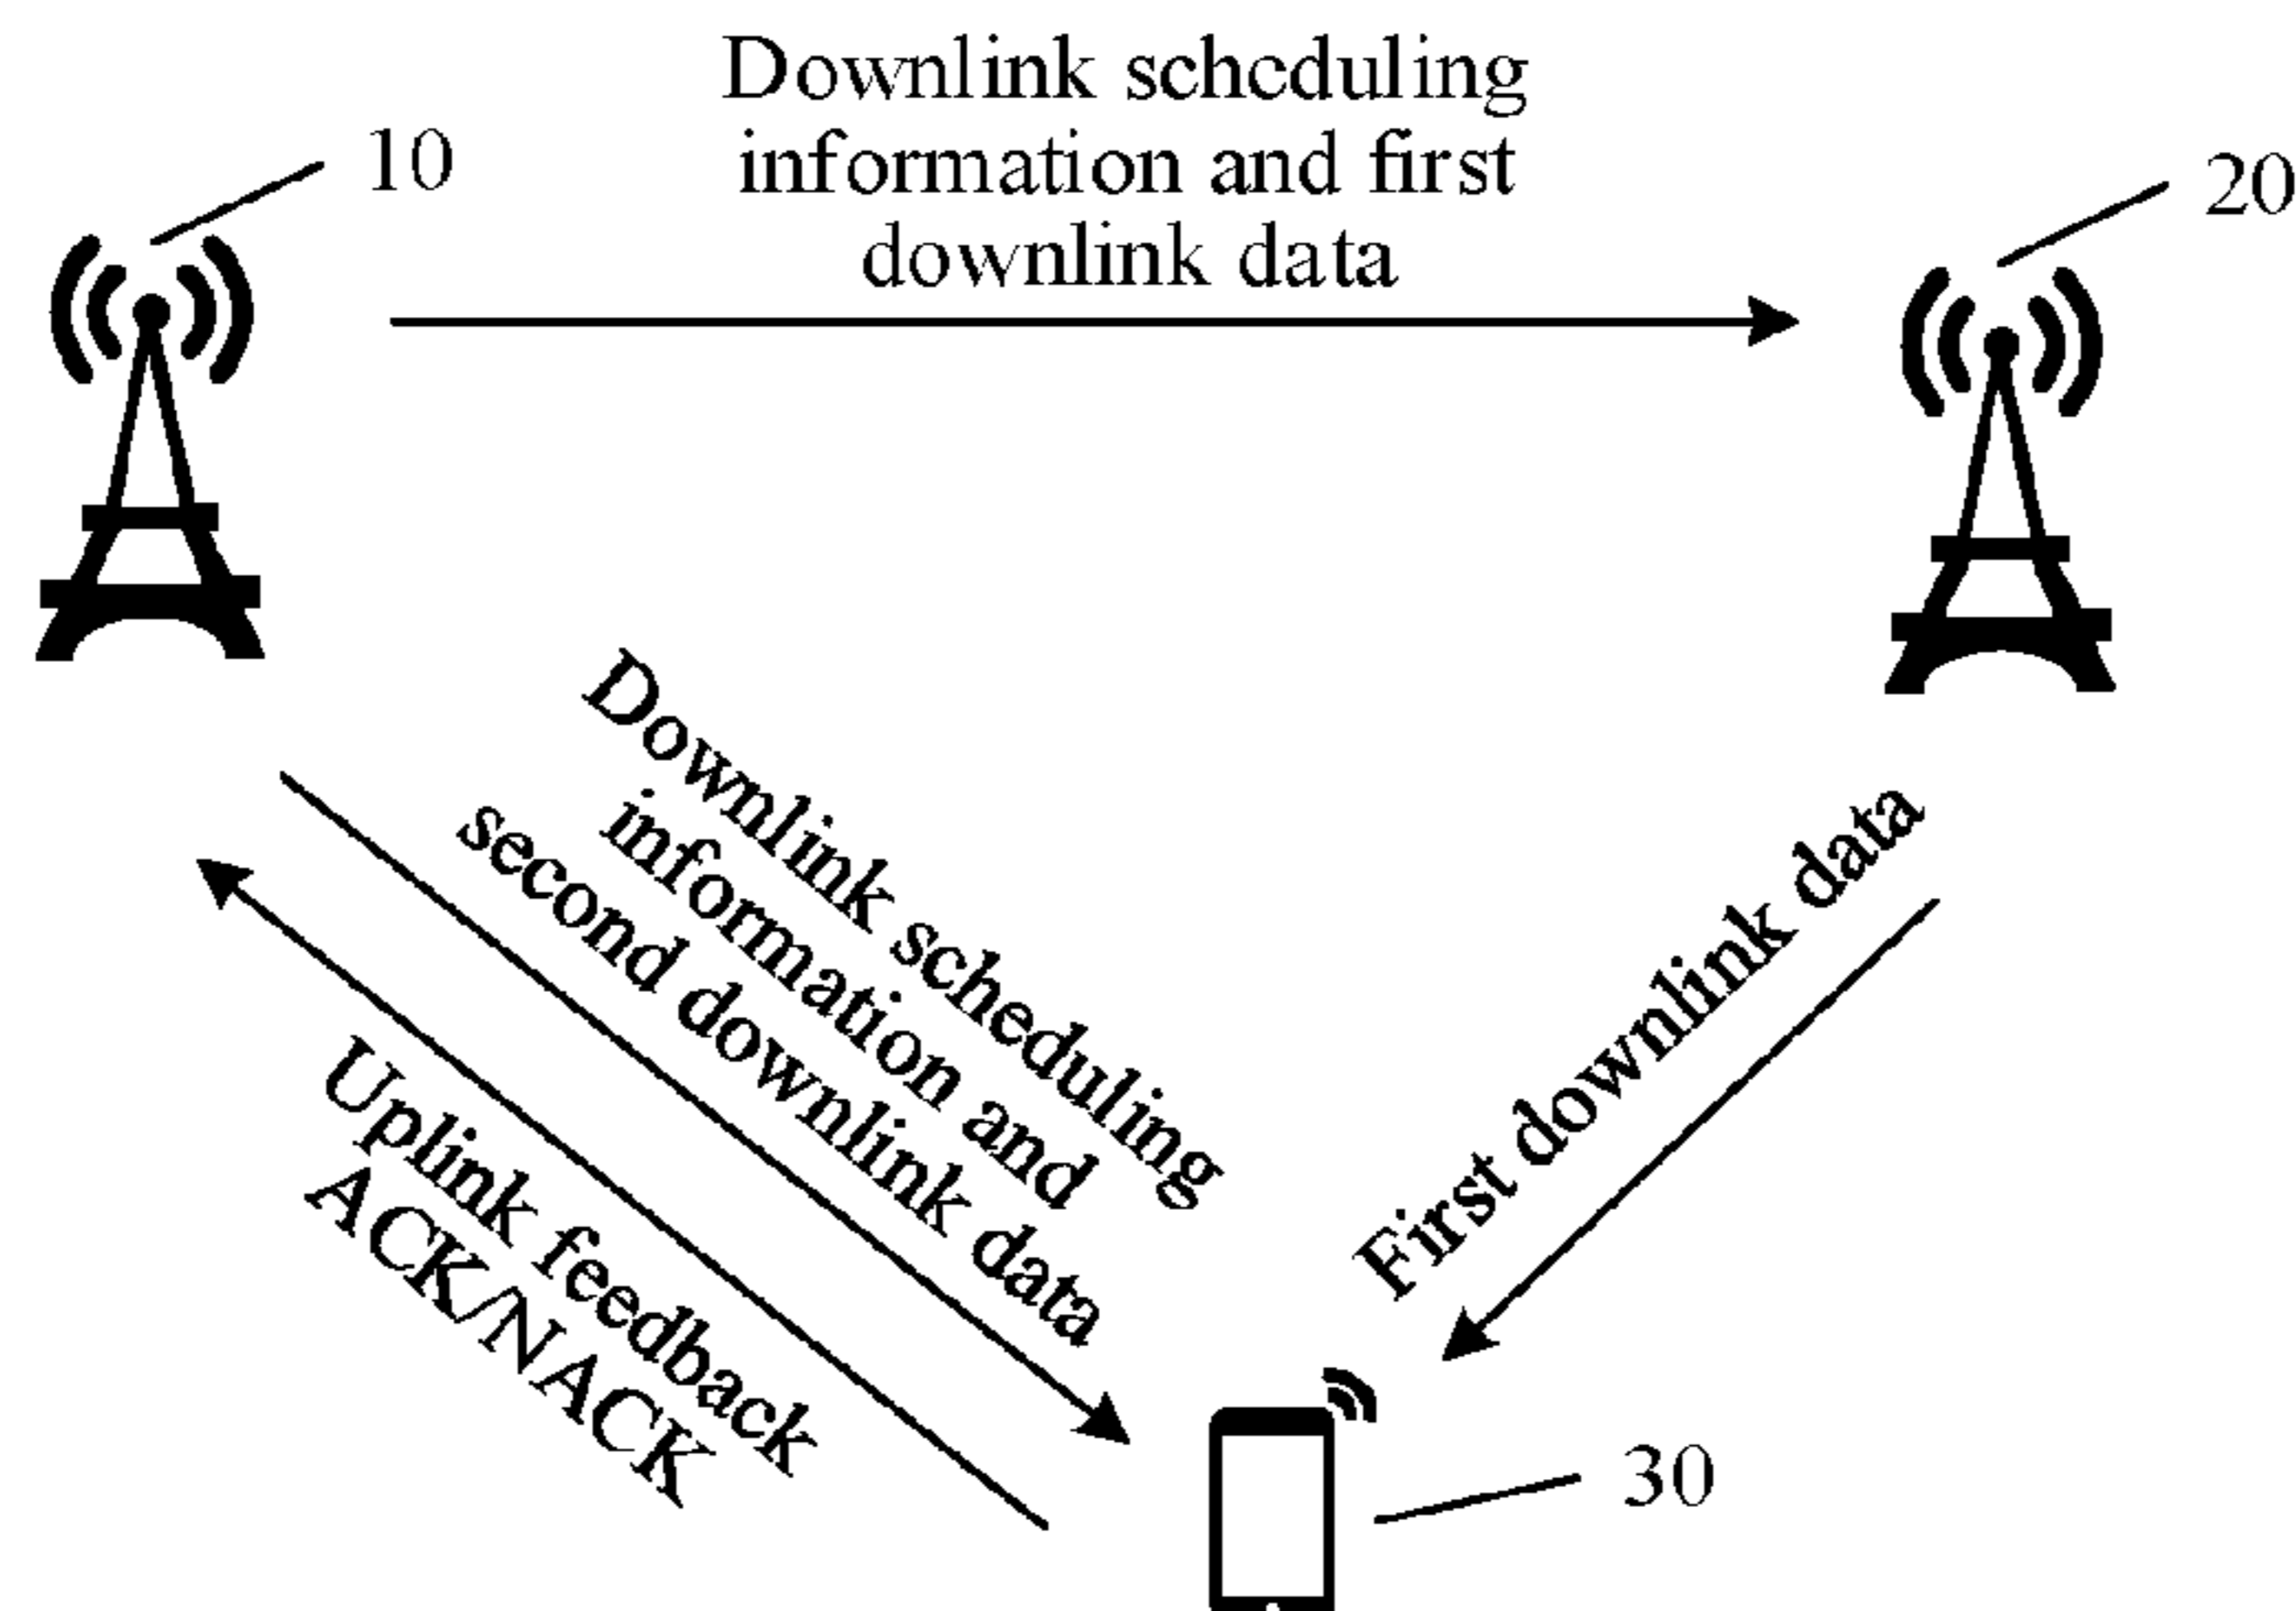 Downlink scheduling
information and first
downlink data
10
20
Downlink scheduling
information and
second downlink data
First downlink data
Uplink feedback
ACK/NACK
30